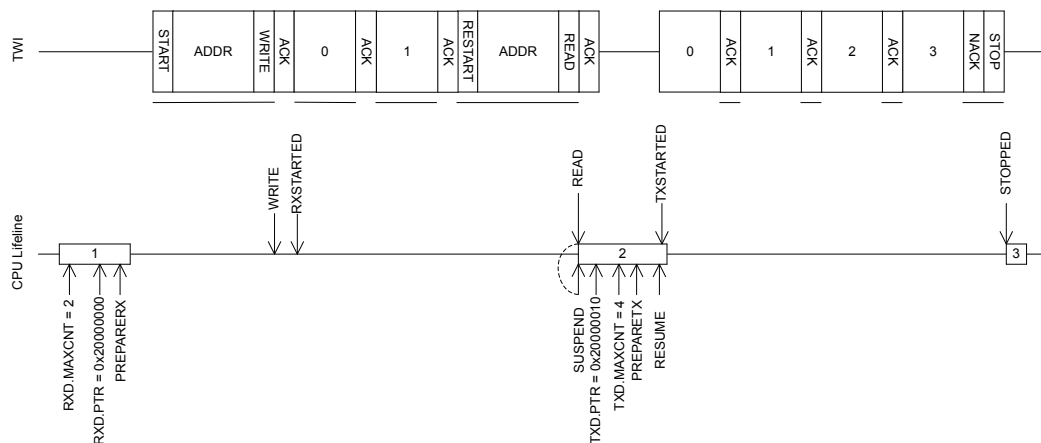 TWI
START
ADDR
WRITE
ACK
0
ACK
1
ACK
RESTART
ADDR
READ
ACK
0
ACK
1
ACK
2
ACK
3
NACK
STOP
CPU Lifeline
WRITE
RXSTARTED
READ
TXSTARTED
STOPPED
1
2
3
RXD.MAXCNT = 2
RXD.PTR = 0x20000000
PREPARERX
SUSPEND
TXD.PTR = 0x20000010
TXD.MAXCNT = 4
PREPARETX
RESUME